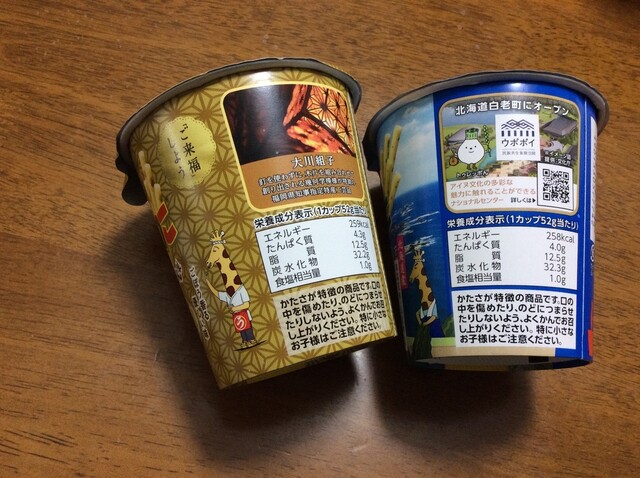 ご来福
しよう
大川組子
福岡県知事指定特産工芸品
栄養成分表示(1カップ52g当たり)
エネルギー 259kcal
たんぱく質 4.3g
脂質 12.5g
炭水化物 32.2g
食塩相当量 1.0g
かたさが特徴の商品です。口の
中を傷めたり、のどにつまらせ
たりしないよう、よくかんでお召
し上がりください。特に小さな
お子様はご注意ください。
う
北海道白老町にオープン
ウポポイ
トゥレッポん
アイヌ文化の多彩な
魅力に触れることができる
ナショナルセンター
詳しくは
栄養成分表示(1カップ52g当たり)
エネルギー 258kcal
たんぱく質 4.0g
脂質 12.5g
炭水化物 32.3g
食塩相当量 1.0g
かたさが特徴の商品です。口の
中を傷めたり、のどにつまらせ
たりしないよう、よくかんでお召
し上がりください。特に小さな
お子様はご注意ください。